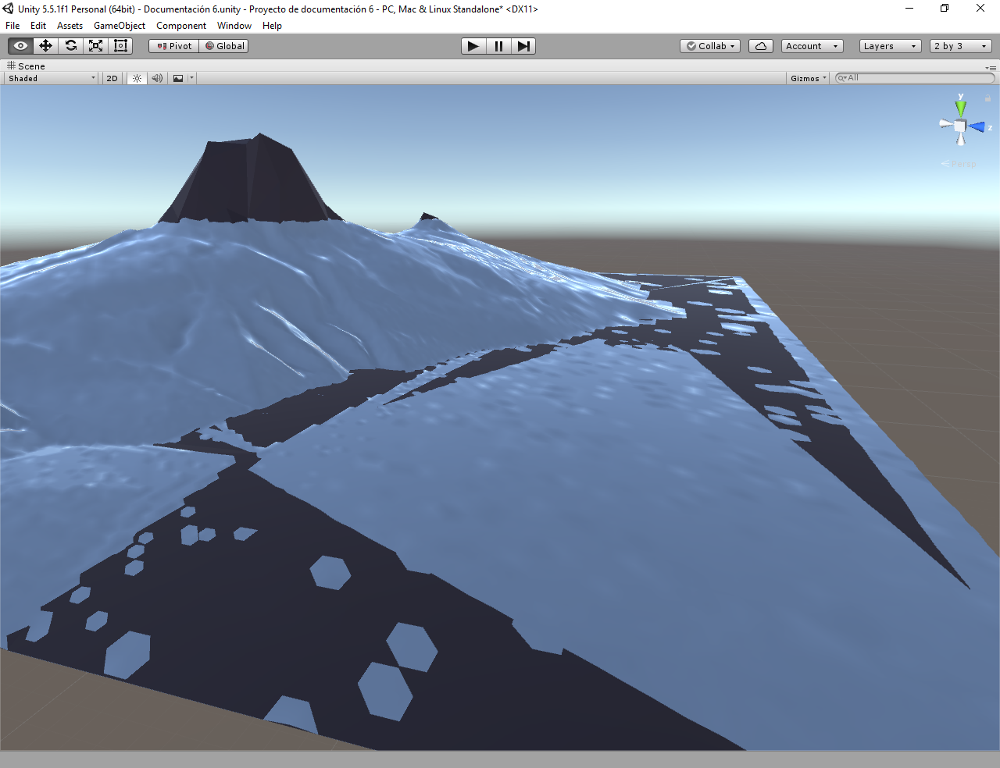 Unity 5.5.1f1 Personal (64bit) - Documentación 6.unity - Proyecto de documentación 6 - PC, Mac & Linux Standalone* <DX11>
File Edit Assets GameObject Component Window Help
Pivot Global Collab Account Layers 2 by 3
Scene
Shaded 2D Gizmos All
y
z
Persp